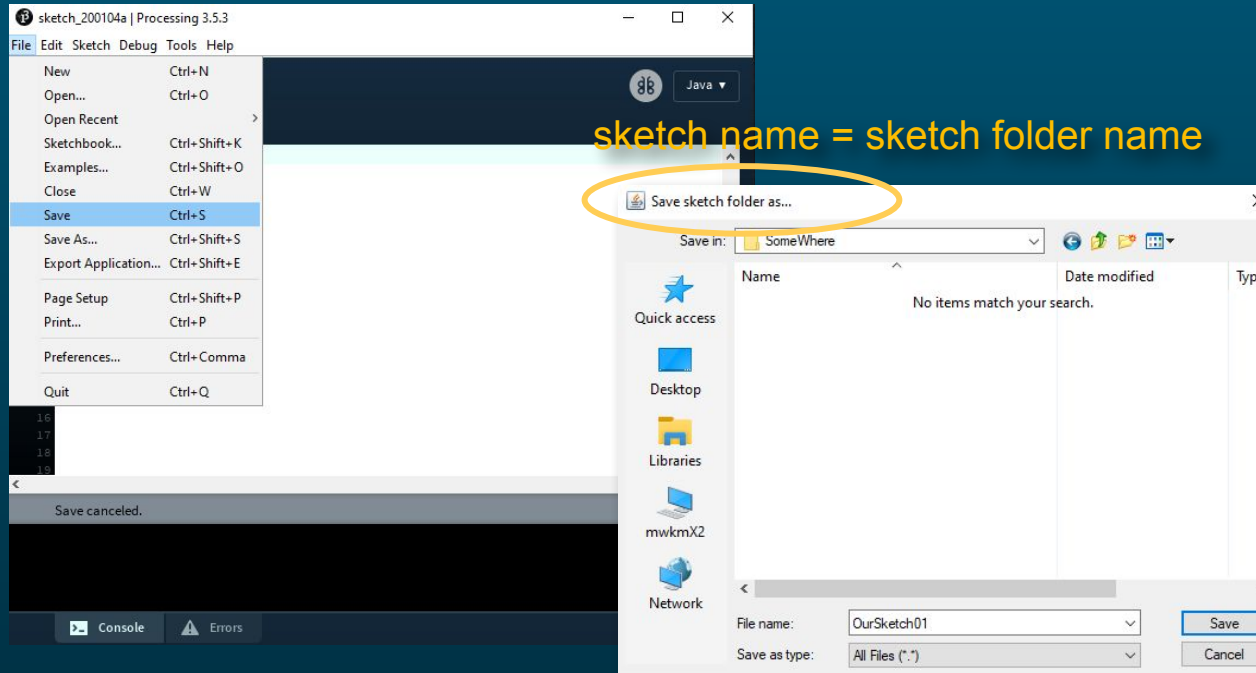 sketch_200104a | Processing 3.5.3
File Edit Sketch Debug Tools Help
New Ctrl+N
Open... Ctrl+O
Open Recent
Sketchbook... Ctrl+Shift+K
Examples... Ctrl+Shift+O
Close Ctrl+W
Save Ctrl+S
Save As... Ctrl+Shift+S
Export Application... Ctrl+Shift+E
Page Setup Ctrl+Shift+P
Print... Ctrl+P
Preferences... Ctrl+Comma
Quit Ctrl+Q
Java ▾
16
17
18
19
Save canceled.
Console Errors
sketch name = sketch folder name
Save sketch folder as...
Save in: SomeWhere
Name Date modified Typ
No items match your search.
Quick access
Desktop
Libraries
mwkmX2
Network
File name: OurSketch01 Save
Save as type: All Files (*.*) Cancel